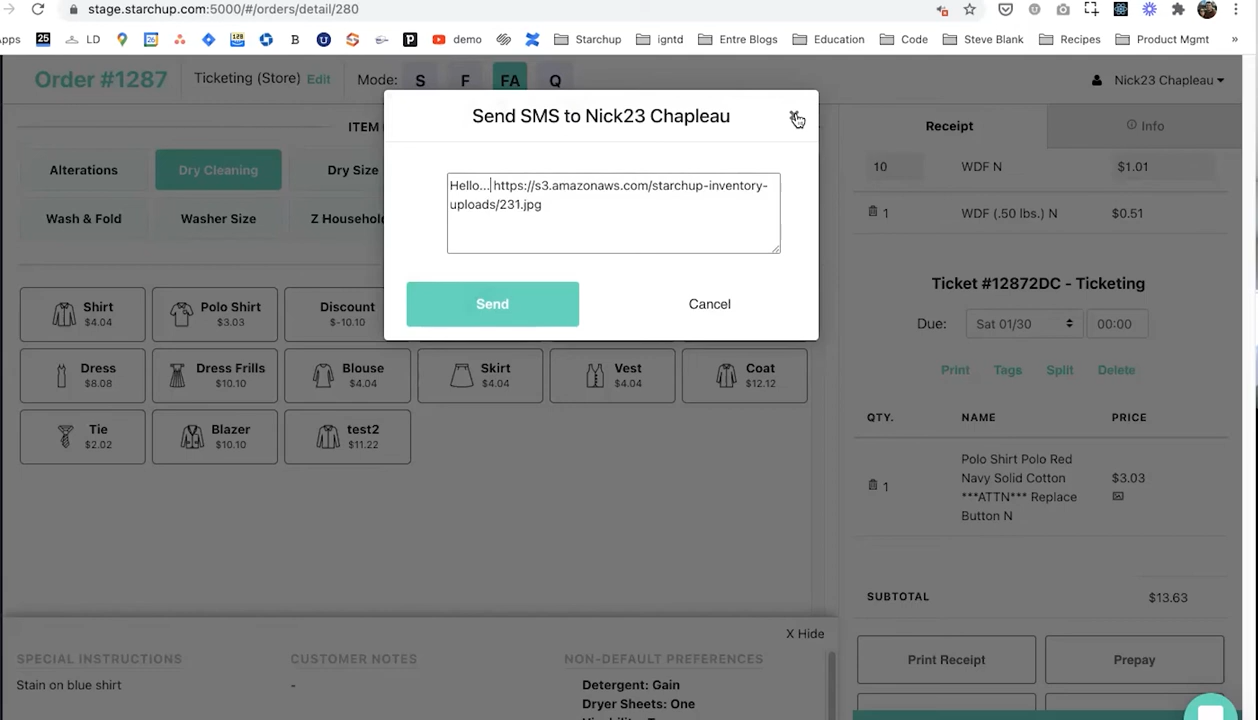 stage.starchup.com:5000/#/orders/detail/280
Apps
25
LD
26
128
B
U
P
demo
Starchup
igntd
Entre Blogs
Education
Code
Steve Blank
Recipes
Product Mgmt
»
Order #1287
Ticketing (Store) Edit
Mode: S F FA Q
Nick23 Chapleau
ITEM
Alterations
Dry Cleaning
Dry Size
Wash & Fold
Washer Size
Z Household
Shirt
$4.04
Polo Shirt
$3.03
Discount
$-10.10
Dress
$8.08
Dress Frills
$10.10
Blouse
$4.04
Skirt
$4.04
Vest
$4.04
Coat
$12.12
Tie
$2.02
Blazer
$10.10
test2
$11.22
Send SMS to Nick23 Chapleau
Hello... https://s3.amazonaws.com/starchup-inventory-
uploads/231.jpg
Send
Cancel
Receipt
Info
10 WDF N $1.01
1 WDF (.50 lbs.) N $0.51
Ticket #12872DC - Ticketing
Due: Sat 01/30 00:00
Print Tags Split Delete
QTY. NAME PRICE
Polo Shirt Polo Red
Navy Solid Cotton
***ATTN*** Replace
Button N
1
$3.03
SUBTOTAL $13.63
Print Receipt
Prepay
X Hide
SPECIAL INSTRUCTIONS
Stain on blue shirt
CUSTOMER NOTES
-
NON-DEFAULT PREFERENCES
Detergent: Gain
Dryer Sheets: One